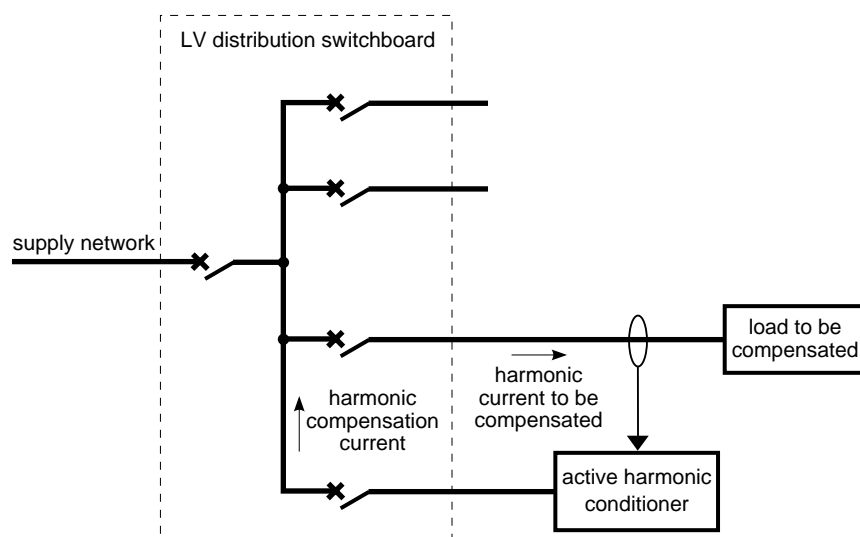 LV distribution switchboard
supply network
load to be
compensated
harmonic
current to be
compensated
harmonic
compensation
current
active harmonic
conditioner